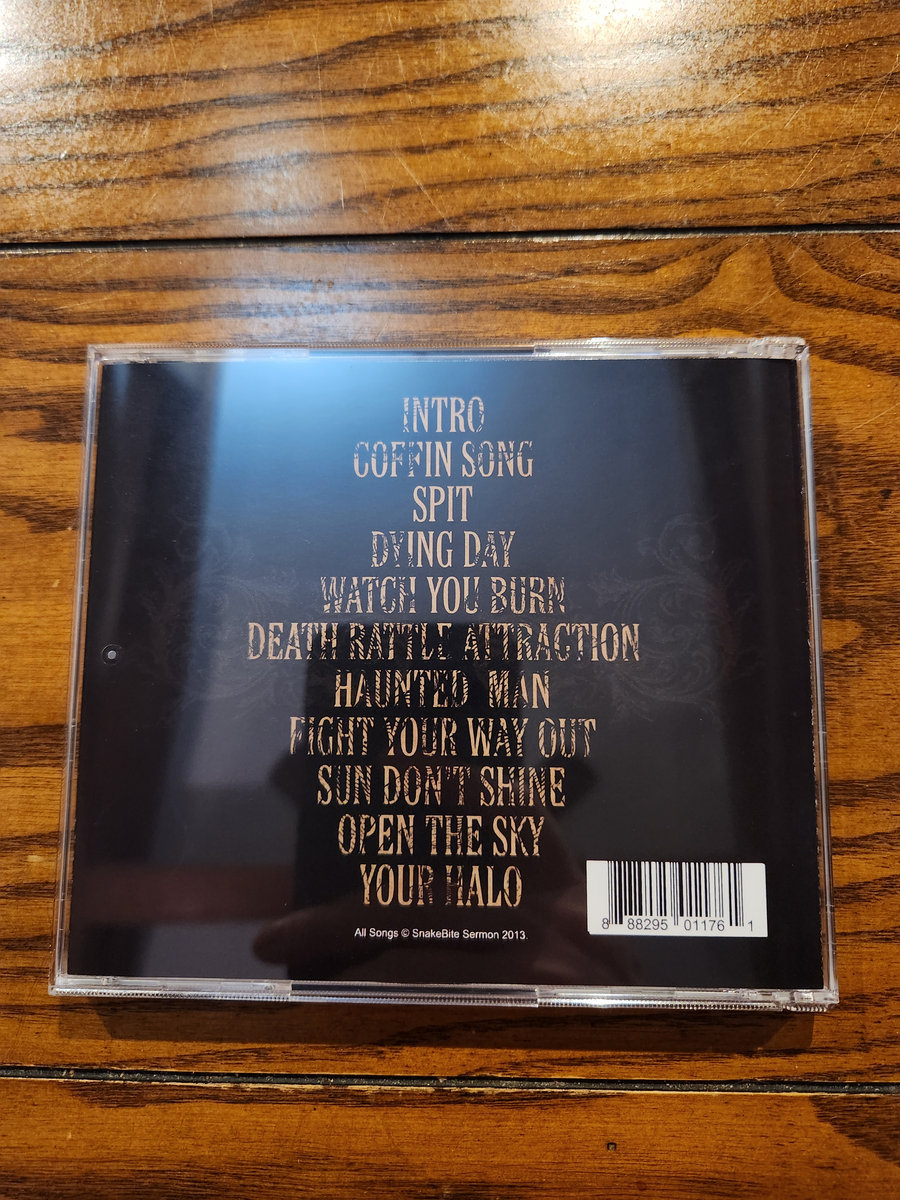 INTRO
COFFIN SONG
SPIT
DYING DAY
WATCH YOU BURN
DEATH RATTLE ATTRACTION
HAUNTED MAN
FIGHT YOUR WAY OUT
SUN DON'T SHINE
OPEN THE SKY
YOUR HALO
All Songs © SnakeBite Sermon 2013.
8 88295 01176 1